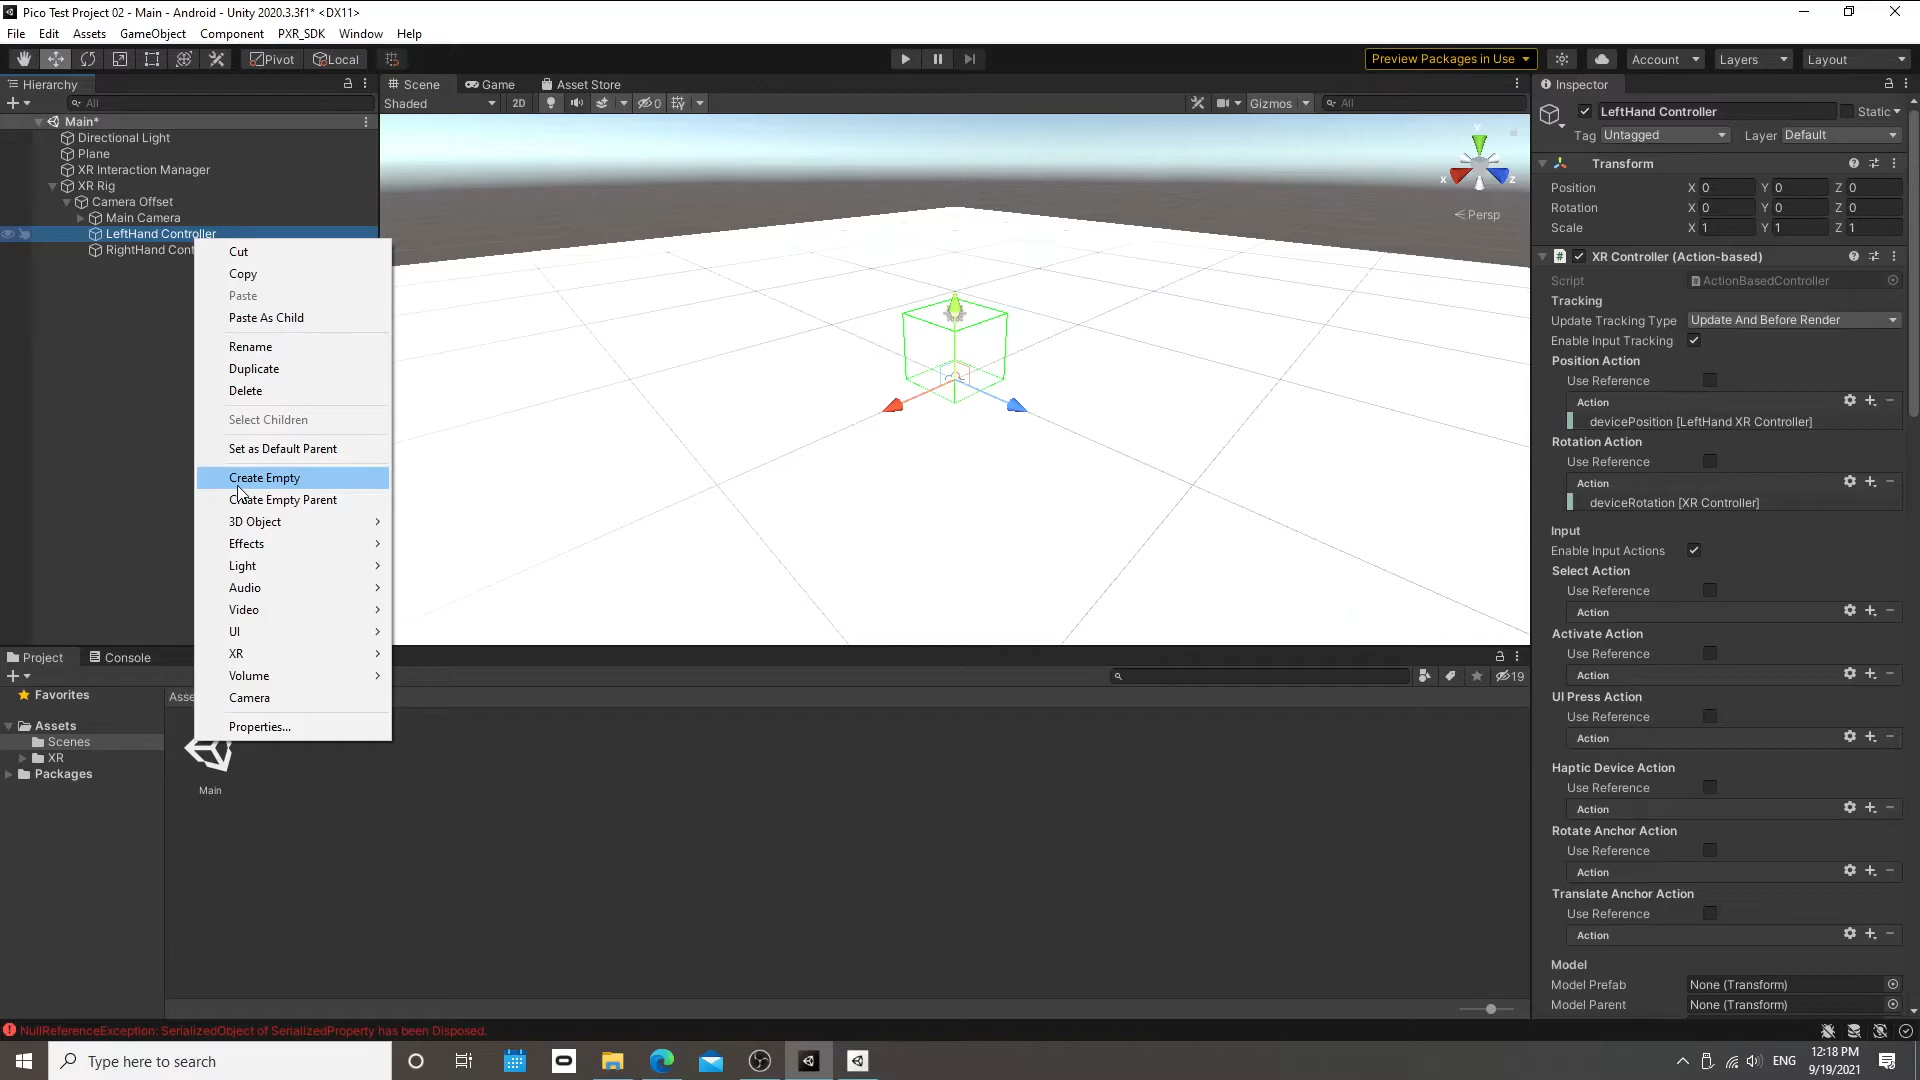 Pico Test Project 02 - Main - Android - Unity 2020.3.3f1* <DX11>
File Edit Assets GameObject Component PXR_SDK Window Help
Pivot Local Preview Packages in Use Account Layers Layout
Hierarchy
All
Main*
Directional Light
Plane
XR Interaction Manager
XR Rig
Camera Offset
Main Camera
LeftHand Controller
RightHand Cont
Cut
Copy
Paste
Paste As Child
Rename
Duplicate
Delete
Select Children
Set as Default Parent
Create Empty
Create Empty Parent
3D Object
Effects
Light
Audio
Video
UI
XR
Volume
Camera
Properties...
Scene Game Asset Store
Shaded 2D 0 Gizmos All
Y
X Z
Persp
Inspector
LeftHand Controller Static
Tag Untagged Layer Default
Transform
Position X 0 Y 0 Z 0
Rotation X 0 Y 0 Z 0
Scale X 1 Y 1 Z 1
# XR Controller (Action-based)
Script ActionBasedController
Tracking
Update Tracking Type Update And Before Render
Enable Input Tracking
Position Action
Use Reference
Action
devicePosition [LeftHand XR Controller]
Rotation Action
Use Reference
Action
deviceRotation [XR Controller]
Input
Enable Input Actions
Select Action
Use Reference
Action
Activate Action
Use Reference
Action
UI Press Action
Use Reference
Action
Haptic Device Action
Use Reference
Action
Rotate Anchor Action
Use Reference
Action
Translate Anchor Action
Use Reference
Action
Model
Model Prefab None (Transform)
Model Parent None (Transform)
Project Console
19
Favorites
Assets
Scenes
XR
Packages
Asse
Main
NullReferenceException: SerializedObject of SerializedProperty has been Disposed.
Type here to search
ENG
12:18 PM
9/19/2021